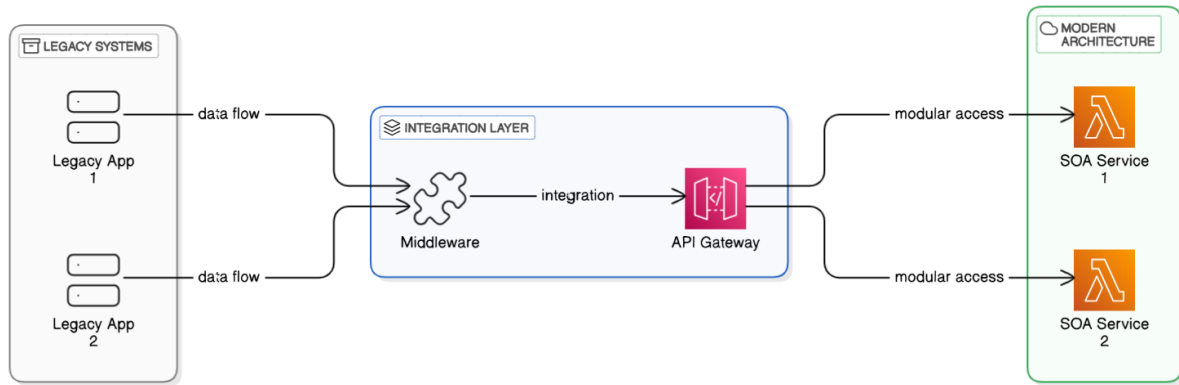 LEGACY SYSTEMS
Legacy App
1
Legacy App
2
data flow
data flow
INTEGRATION LAYER
Middleware
integration
API Gateway
modular access
modular access
MODERN
ARCHITECTURE
SOA Service
1
SOA Service
2